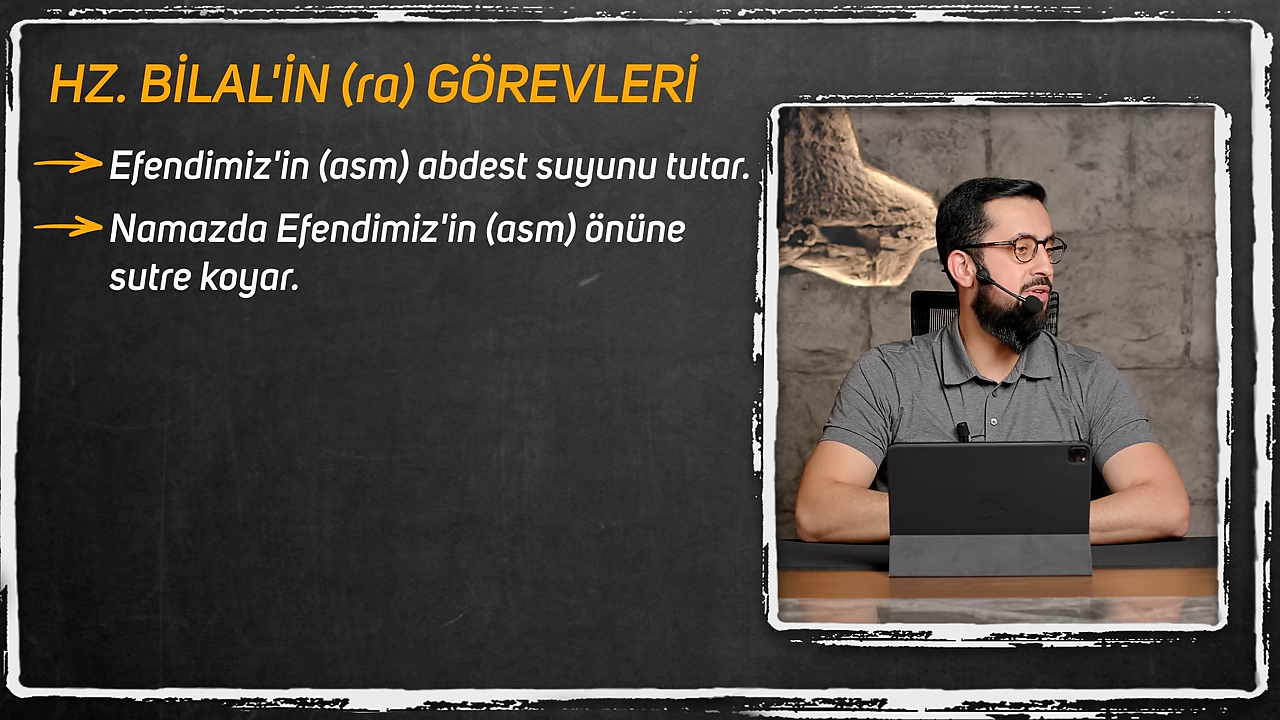 HZ. BİLAL'İN (ra) GÖREVLERİ
Efendimiz'in (asm) abdest suyunu tutar.
Namazda Efendimiz'in (asm) önüne
sutre koyar.